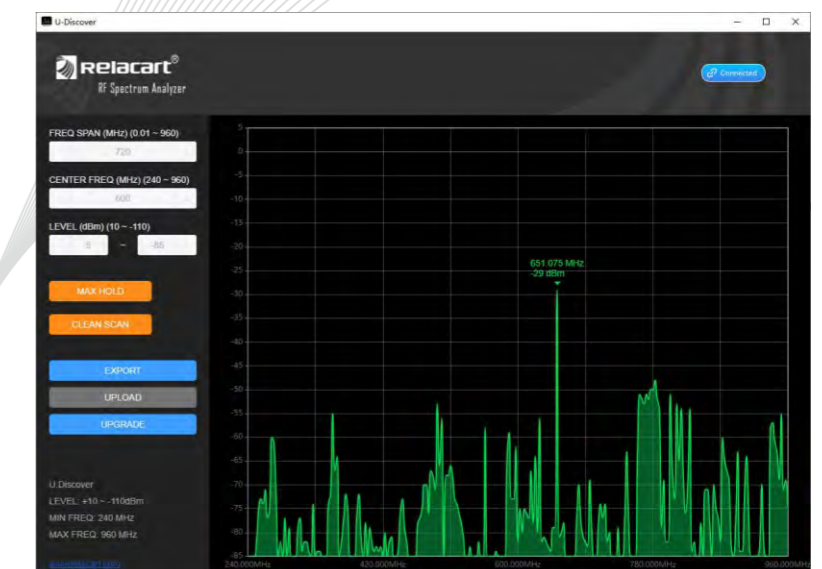 U-Discover
Relacart®
RF Spectrum Analyzer
Connected
FREQ SPAN (MHz) (0.01 ~ 960)
720
CENTER FREQ (MHz) (240 ~ 960)
600
LEVEL (dBm) (10 ~ -110)
5 ~ -85
MAX HOLD
CLEAN SCAN
EXPORT
UPLOAD
UPGRADE
U.Discover
LEVEL: +10 ~ -110dBm
MIN FREQ: 240 MHz
MAX FREQ: 960 MHz
5
0
-5
-10
-15
-20
-25
-30
-35
-40
-45
-50
-55
-60
-65
-70
-75
-80
-85
651.075 MHz
-29 dBm
240.000MHz
420.000MHz
600.000MHz
780.000MHz
960.000MHz